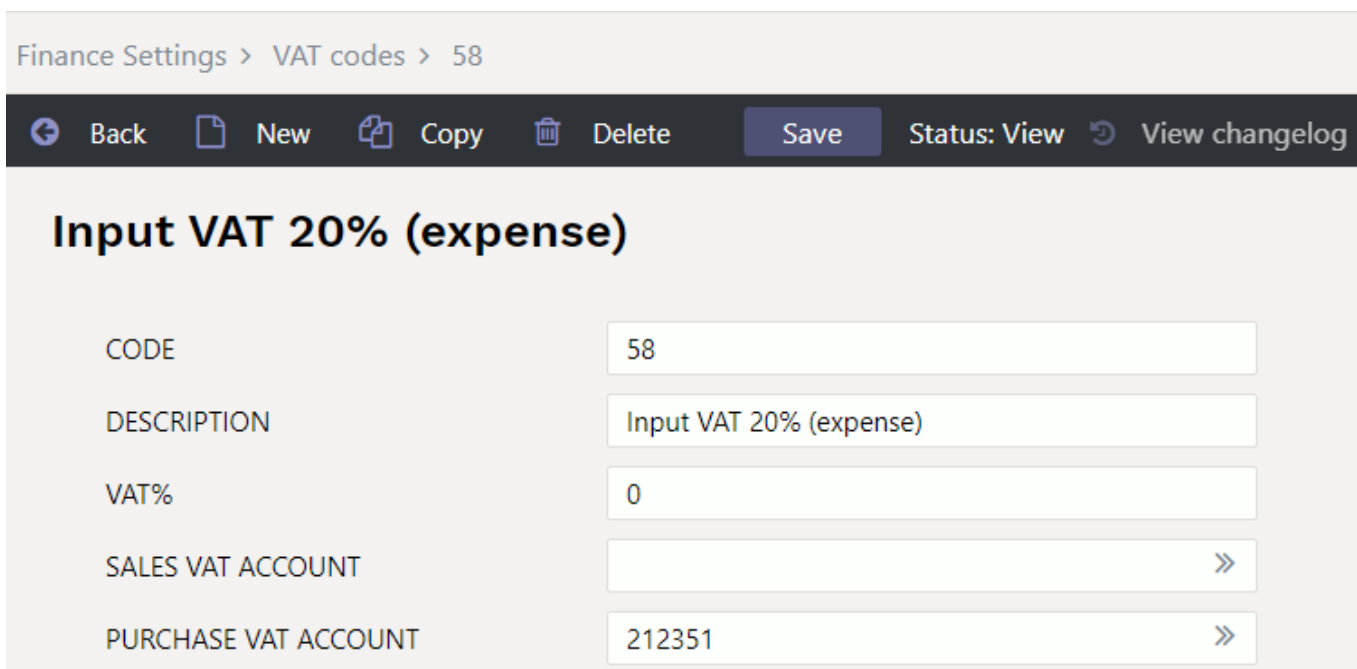 Finance Settings > VAT codes > 58
Back New Copy Delete Save Status: View View changelog
Input VAT 20% (expense)
CODE 58
DESCRIPTION Input VAT 20% (expense)
VAT% 0
SALES VAT ACCOUNT
PURCHASE VAT ACCOUNT 212351